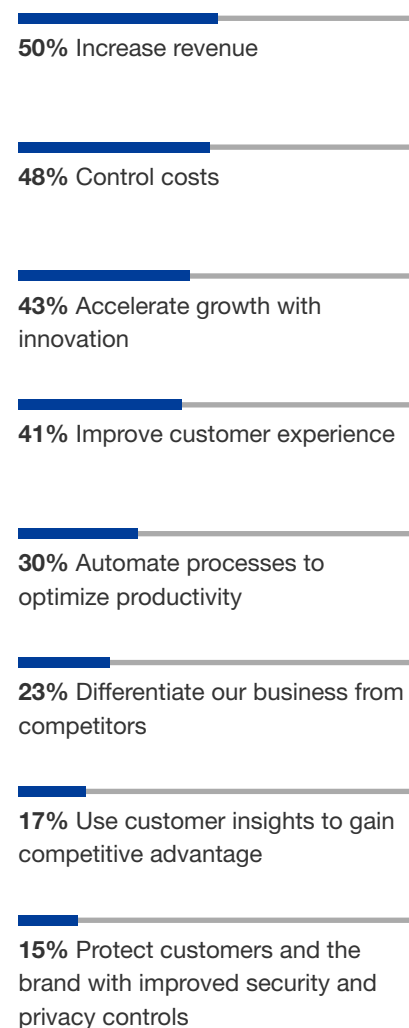 50% Increase revenue
48% Control costs
43% Accelerate growth with
innovation
41% Improve customer experience
30% Automate processes to
optimize productivity
23% Differentiate our business from
competitors
17% Use customer insights to gain
competitive advantage
15% Protect customers and the
brand with improved security and
privacy controls